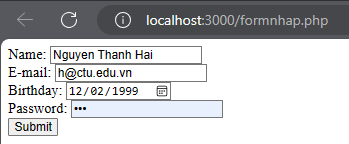 localhost:3000/formnhap.php
Name: Nguyen Thanh Hai
E-mail: h@ctu.edu.vn
Birthday: 12/02/1999
Password: •••
Submit